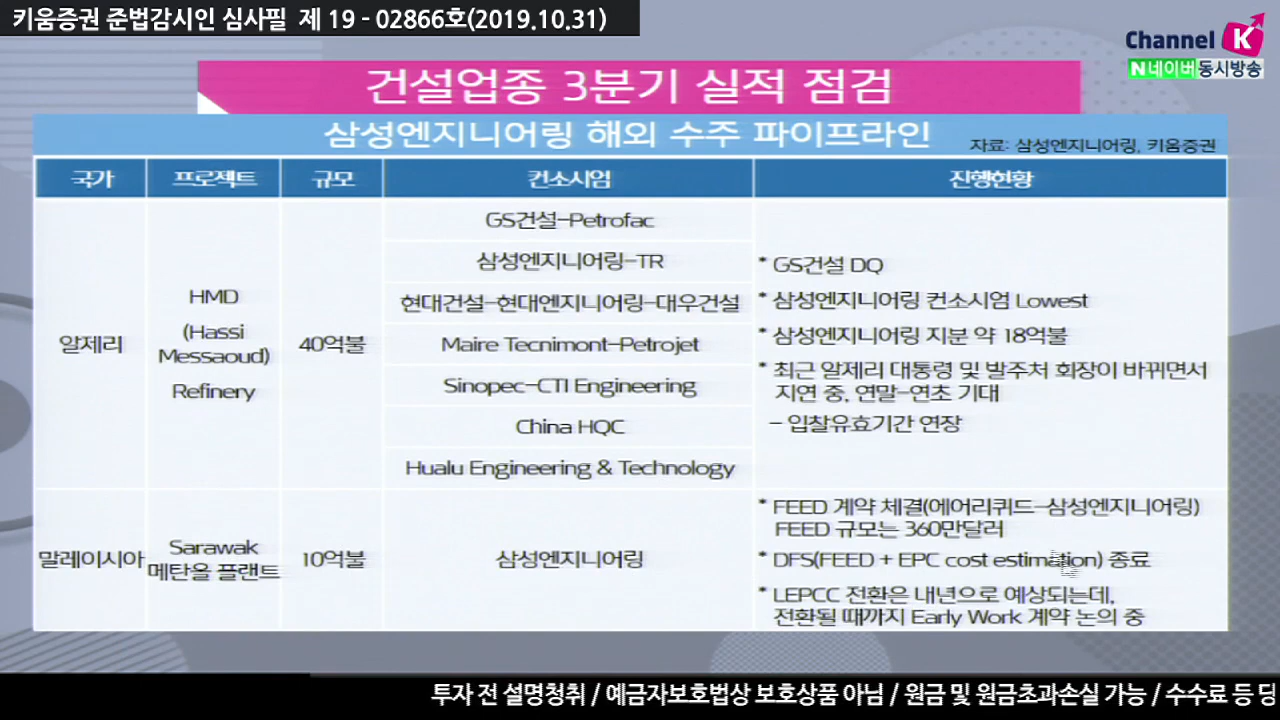 키움증권 준법감시인 심사필 제 19 - 02866호(2019.10.31)
Channel K
N네이버 동시방송
건설업종 3분기 실적 점검
삼성엔지니어링 해외 수주 파이프라인
자료: 삼성엔지니어링, 키움증권
국가 프로젝트 규모 컨소시엄 진행현황
알제리
HMD
(Hassi
Messaoud)
Refinery
40억불
GS건설-Petrofac
삼성엔지니어링-TR
현대건설-현대엔지니어링-대우건설
Maire Tecnimont-Petrojet
Sinopec-CTI Engineering
China HQC
Hualu Engineering & Technology
* GS건설 DQ
* 삼성엔지니어링 컨소시엄 Lowest
* 삼성엔지니어링 지분 약 18억불
* 최근 알제리 대통령 및 발주처 회장이 바뀌면서
지연 중, 연말-연초 기대
- 입찰유효기간 연장
말레이시아
Sarawak
메탄올 플랜트
10억불
삼성엔지니어링
* FEED 계약 체결(에어리퀴드-삼성엔지니어링)
FEED 규모는 360만달러
* DFS(FEED + EPC cost estimation) 종료
* LEPCC 전환은 내년으로 예상되는데,
전환될 때까지 Early Work 계약 논의 중
투자 전 설명청취 / 예금자보호법상 보호상품 아님 / 원금 및 원금초과손실 가능 / 수수료 등 딩